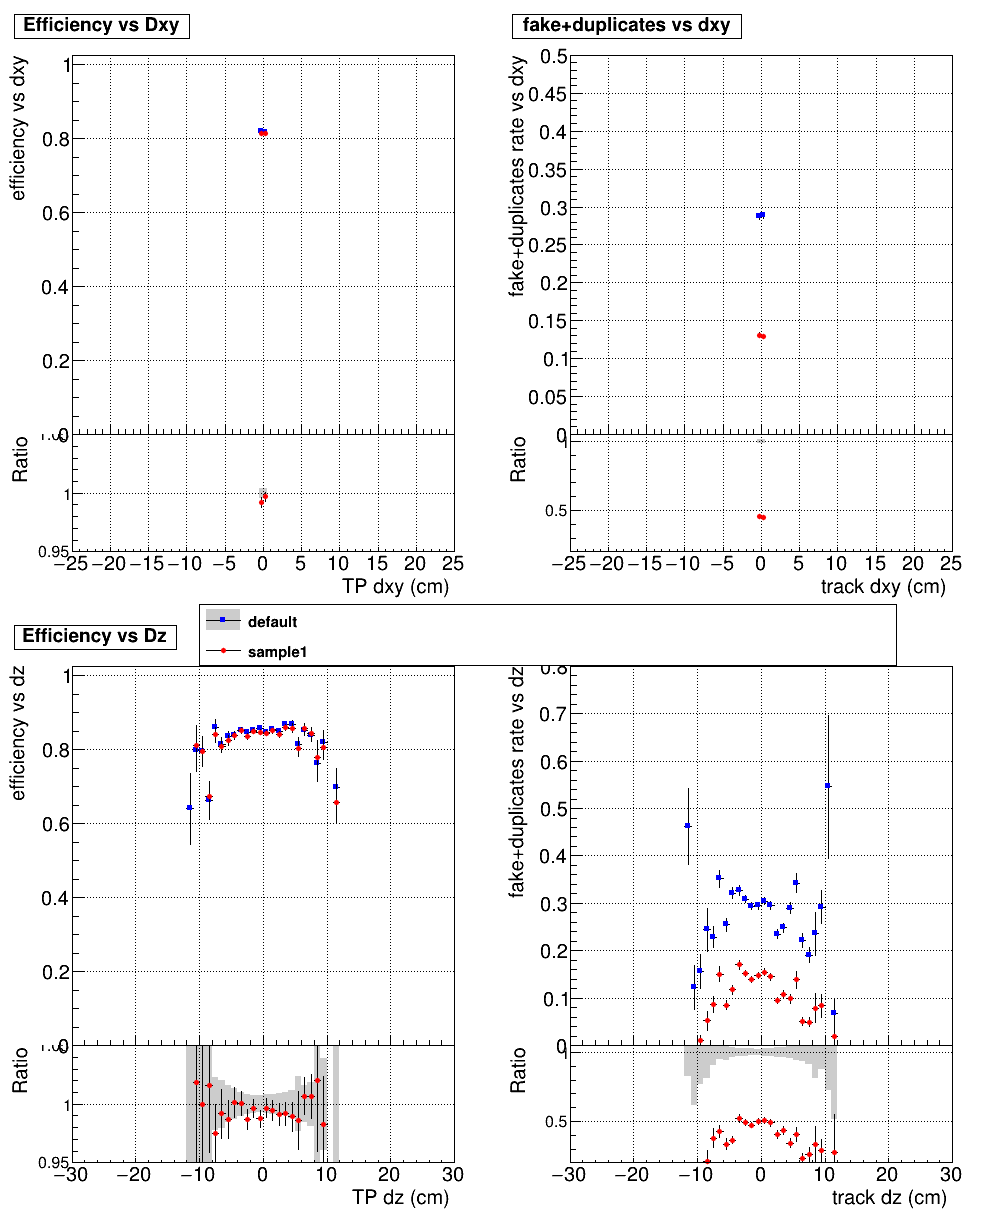 Efficiency vs Dxy
efficiency vs dxy
1
0.8
0.6
0.4
0.2
0
Ratio
1
0.95
−25 −20 −15 −10 −5 0 5 10 15 20 25
TP dxy (cm)
fake+duplicates vs dxy
fake+duplicates rate vs dxy
0.5
0.45
0.4
0.35
0.3
0.25
0.2
0.15
0.1
0.05
0
Ratio
1
0.5
−25 −20 −15 −10 −5 0 5 10 15 20 25
track dxy (cm)
default
sample1
Efficiency vs Dz
efficiency vs dz
1
0.8
0.6
0.4
0.2
0
Ratio
1
0.95
−30 −20 −10 0 10 20 30
TP dz (cm)
fake+duplicates rate vs dz
0.8
0.7
0.6
0.5
0.4
0.3
0.2
0.1
0
Ratio
1
0.5
−30 −20 −10 0 10 20 30
track dz (cm)